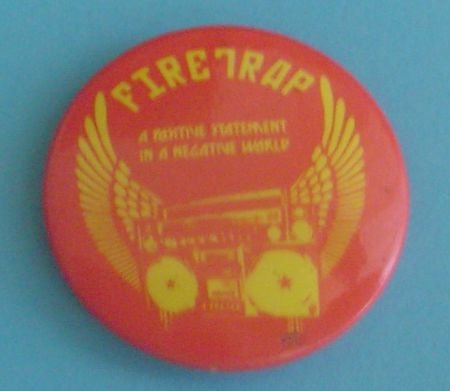 FIRETRAP
A POSITIVE STATEMENT
IN A NEGATIVE WORLD